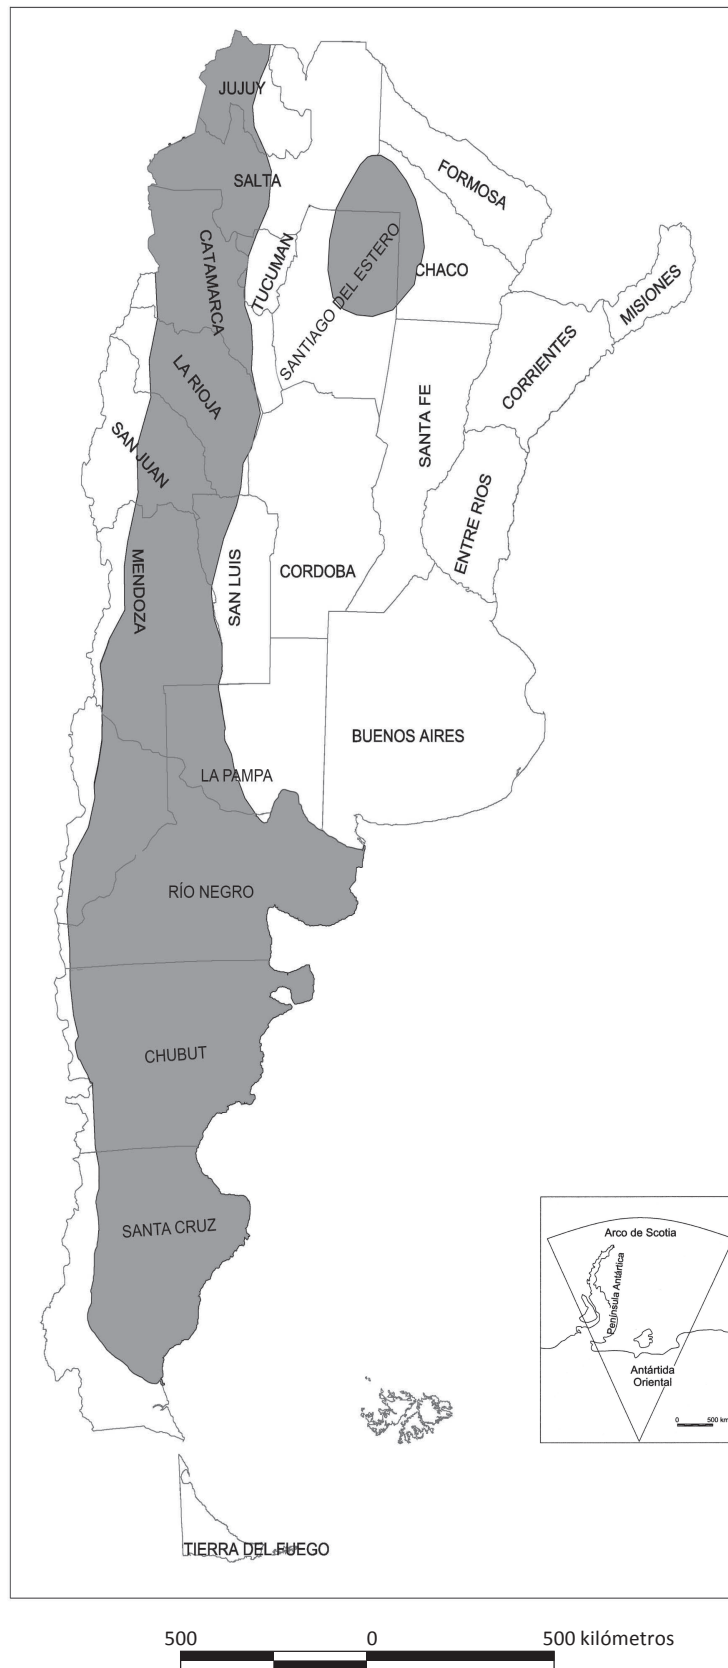 JUJUY
FORMOSA
SALTA
CATAMARCA
TUCUMAN
SANTIAGO DEL ESTERO
CHACO
MISIONES
CORRIENTES
LA RIOJA
SANTA FE
SAN JUAN
ENTRE RIOS
MENDOZA
SAN LUIS
CORDOBA
BUENOS AIRES
LA PAMPA
RÍO NEGRO
CHUBUT
SANTA CRUZ
Arco de Scotia
Península Antártica
Antártida
Oriental
0 500 km
TIERRA DEL FUEGO
500 0 500 kilómetros